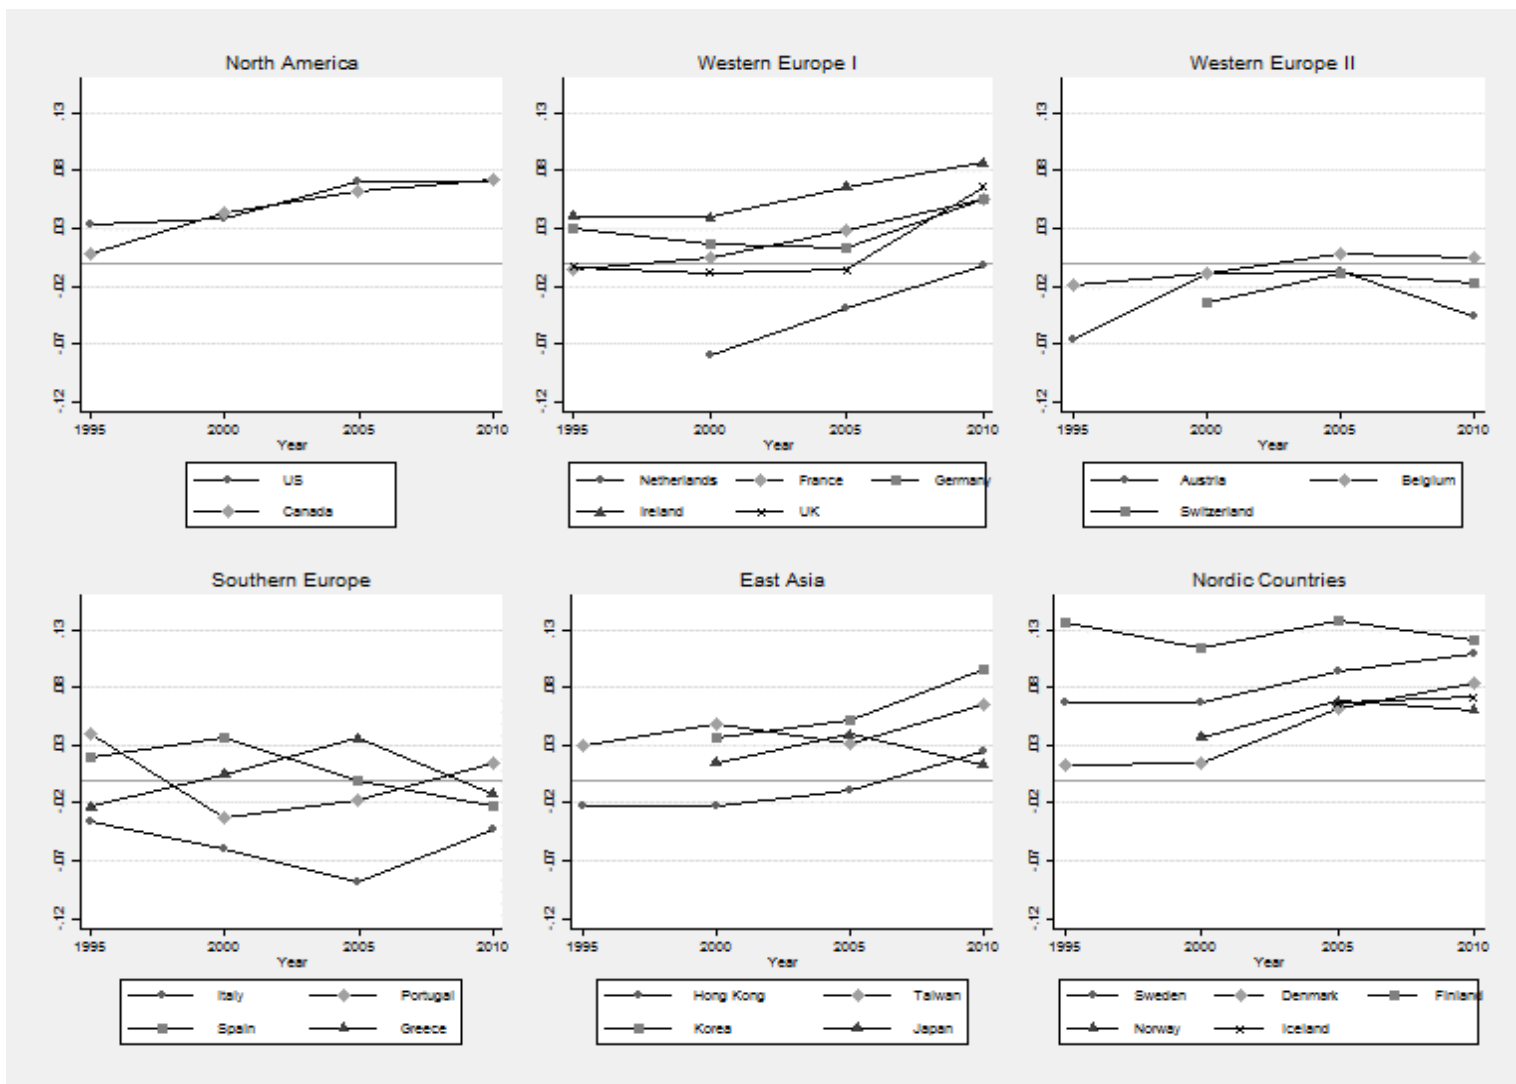 North America Western Europe I Western Europe II
.13 .13 .13
.08 .08 .08
.03 .03 .03
-.02 -.02 -.02
-.07 -.07 -.07
-.12 -.12 -.12
1995 2000 2005 2010 1995 2000 2005 2010 1995 2000 2005 2010
Year Year Year
US Netherlands France Germany Austria Belgium
Canada Ireland UK Switzerland
Southern Europe East Asia Nordic Countries
.13 .13 .13
.08 .08 .08
.03 .03 .03
-.02 -.02 -.02
-.07 -.07 -.07
-.12 -.12 -.12
1995 2000 2005 2010 1995 2000 2005 2010 1995 2000 2005 2010
Year Year Year
Italy Portugal Hong Kong Taiwan Sweden Denmark Finland
Spain Greece Korea Japan Norway Iceland